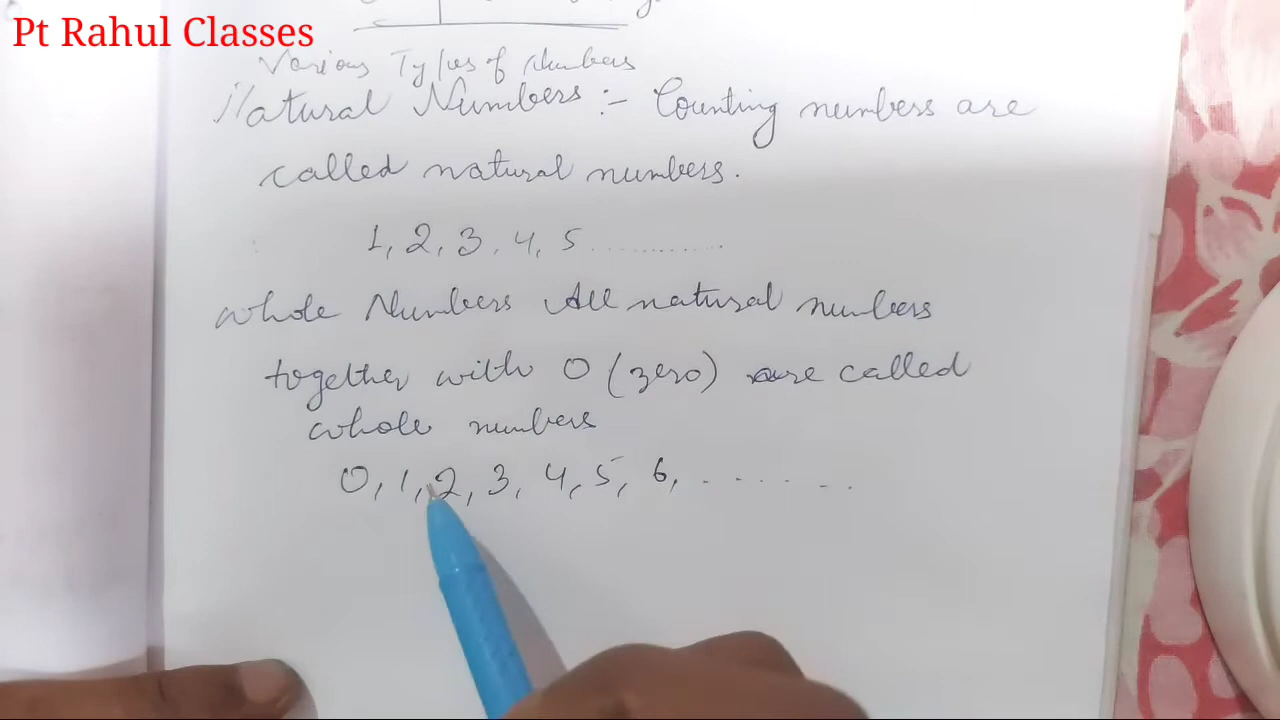 Pt Rahul Classes
Various Types of Numbers
Natural Numbers :- Counting numbers are
called natural numbers.
1, 2, 3, 4, 5............
whole Numbers All natural numbers
together with 0 (zero) are called
whole numbers
0, 1, 2, 3, 4, 5, 6, .......